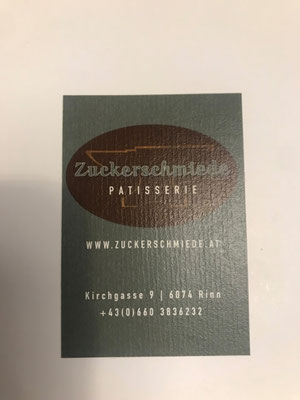 Zuckerschmiede
PATISSERIE
WWW.ZUCKERSCHMIEDE.AT
Kirchgasse 9 | 6074 Rinn
+43(0)660 3836232